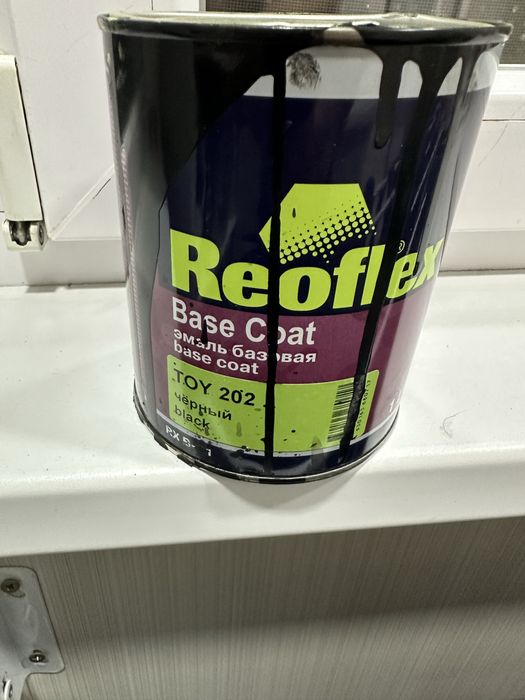 Reoflex
Base Coat
эмаль базовая
base coat
TOY 202
чёрный
black